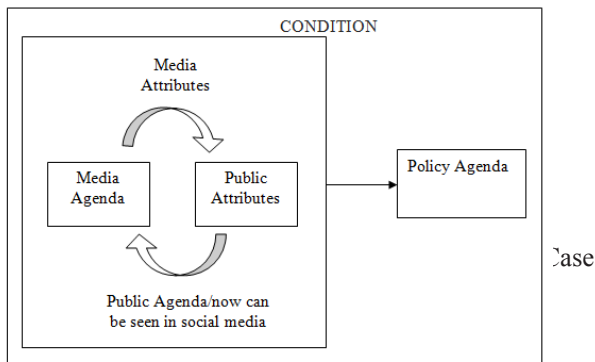 CONDITION
Media
Attributes
Media
Agenda
Public
Attributes
Policy Agenda
Public Agenda/now can
be seen in social media